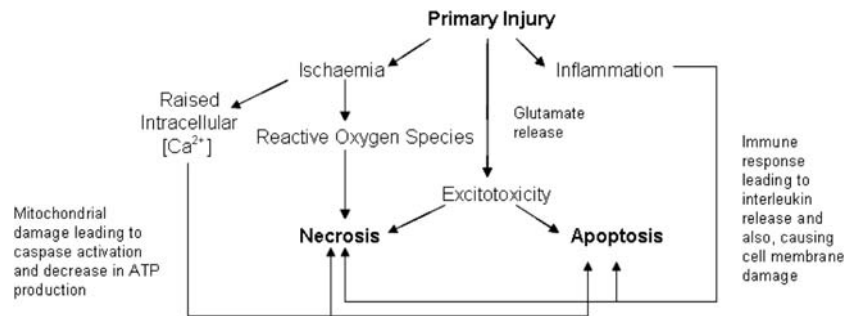 Primary Injury
Ischaemia
Inflammation
Raised
Intracellular
[Ca²⁺]
Reactive Oxygen Species
Glutamate
release
Immune
response
leading to
interleukin
release and
also, causing
cell membrane
damage
Excitotoxicity
Mitochondrial
damage leading to
caspase activation
and decrease in ATP
production
Necrosis
Apoptosis